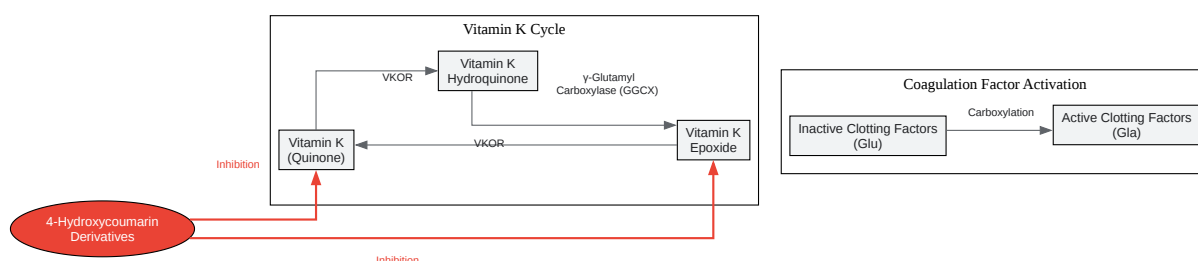 Vitamin K Cycle
Vitamin K
Hydroquinone
VKOR
γ-Glutamyl
Carboxylase (GGCX)
Vitamin K
(Quinone)
VKOR
Vitamin K
Epoxide
Coagulation Factor Activation
Inactive Clotting Factors
(Glu)
Carboxylation
Active Clotting Factors
(Gla)
Inhibition
4-Hydroxycoumarin
Derivatives
Inhibition